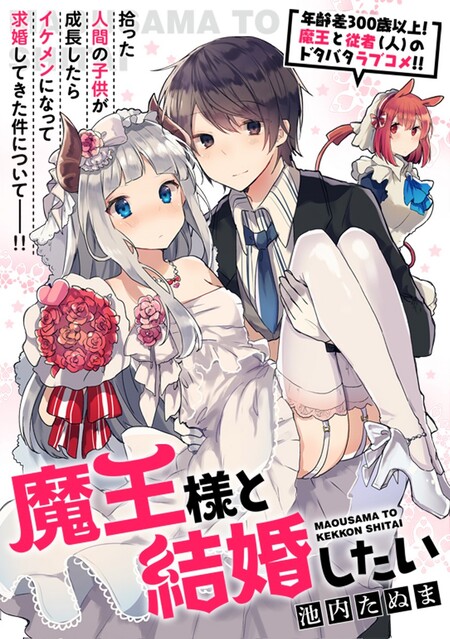 MAOUSAMA TO
年齢差300歳以上!
魔王と従者(人)の
ドタバタラブコメ!!
拾った
人間の子供が
成長したら
イケメンになって
求婚してきた件について──!!
魔王様と
結婚したい
MAOUSAMA TO
KEKKON SHITAI
池内たぬま